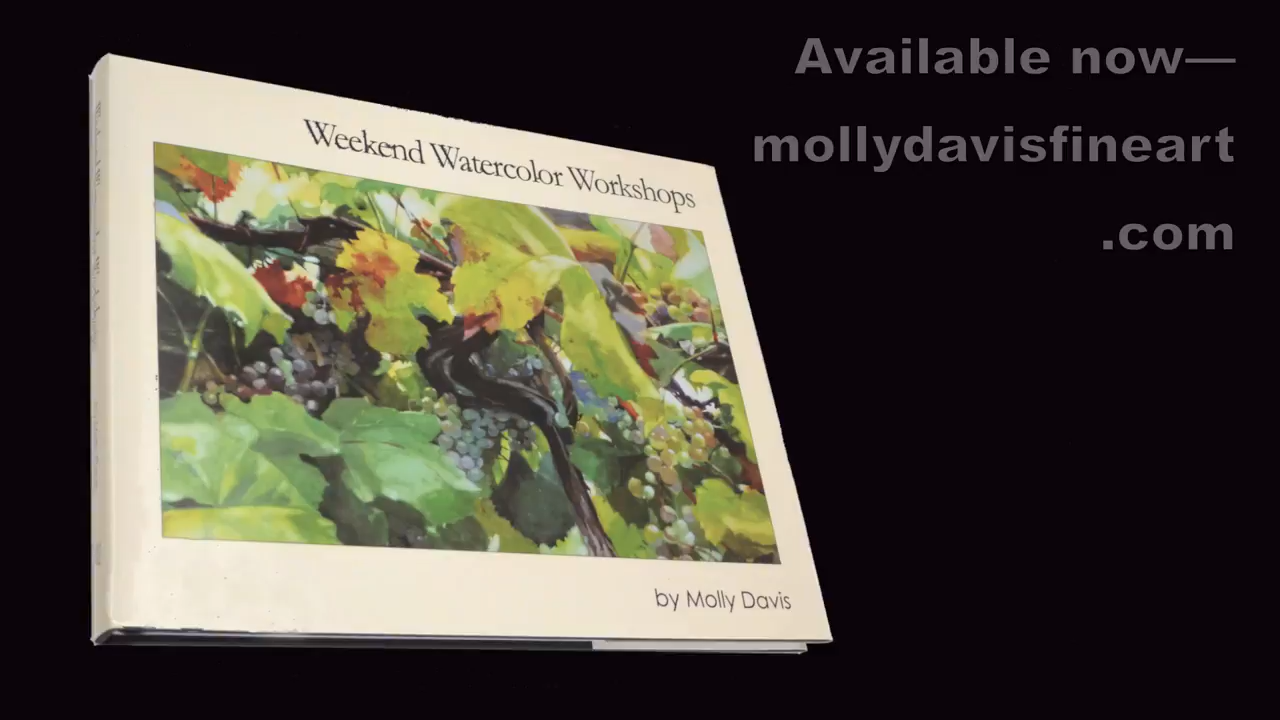 Available now—
mollydavisfineart
.com
Weekend Watercolor Workshops
by Molly Davis